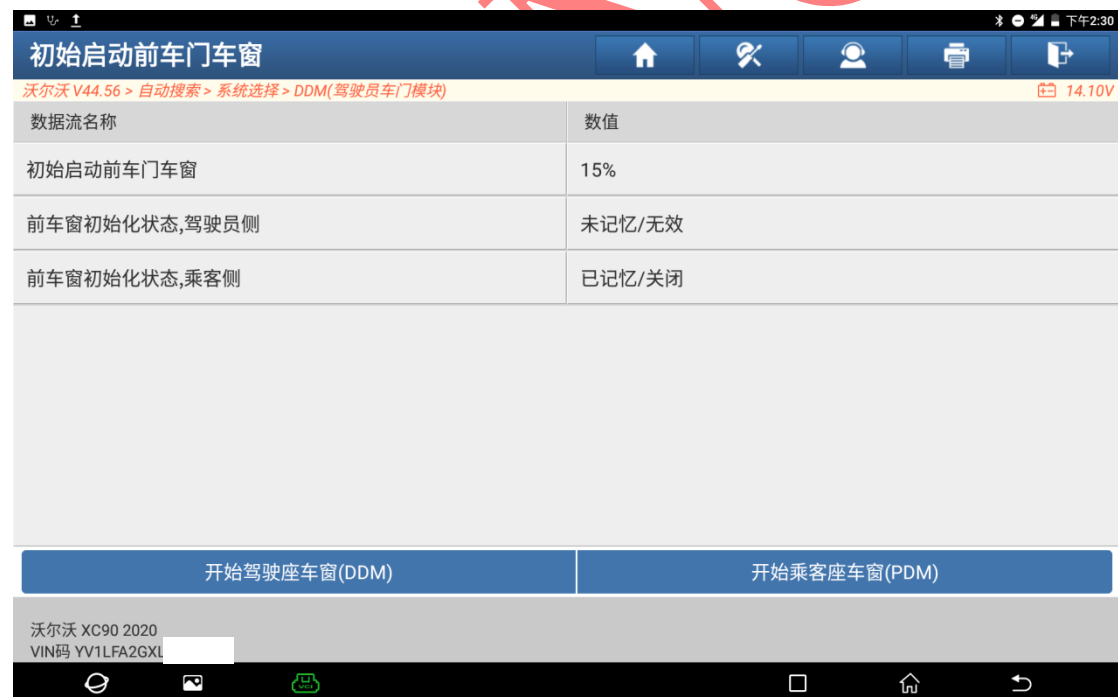 下午2:30
初始启动前车门车窗
沃尔沃 V44.56 > 自动搜索 > 系统选择 > DDM(驾驶员车门模块)
14.10V
数据流名称 数值
初始启动前车门车窗 15%
前车窗初始化状态,驾驶员侧 未记忆/无效
前车窗初始化状态,乘客侧 已记忆/关闭
开始驾驶座车窗(DDM) 开始乘客座车窗(PDM)
沃尔沃 XC90 2020
VIN码 YV1LFA2GXL
VCI